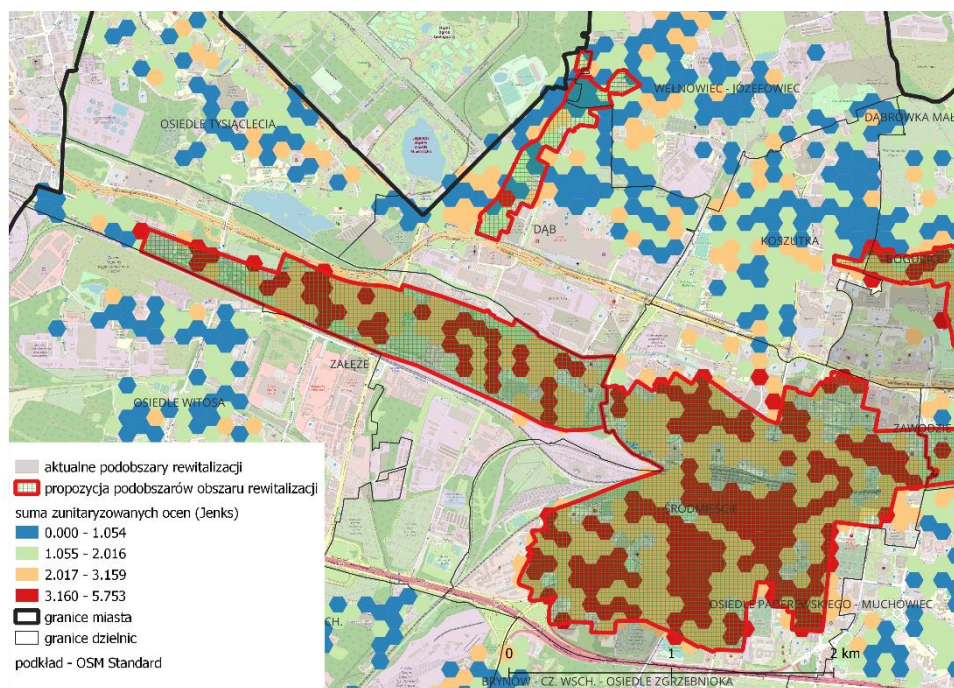 OSIEDLE TYSIĄCLECIA
WEŁNOWIEC - JÓZEFOWIEC
DĄBRÓWKA MAŁ
DĄB
KOSZUTKA
BOGUCICE
ZAŁĘŻE
OSIEDLE WITOSA
ZAWODZIE
ŚRÓDMIEŚCIE
OSIEDLE PADEREWSKIEGO - MUCHOWIEC
CH.
BRYNÓW - CZ. WSCH. - OSIEDLE ZGRZEBNIOKA
0
1
2 km
aktualne podobszary rewitalizacji
propozycja podobszarów obszaru rewitalizacji
suma zunitaryzowanych ocen (Jenks)
0.000 - 1.054
1.055 - 2.016
2.017 - 3.159
3.160 - 5.753
granice miasta
granice dzielnic
podkład - OSM Standard